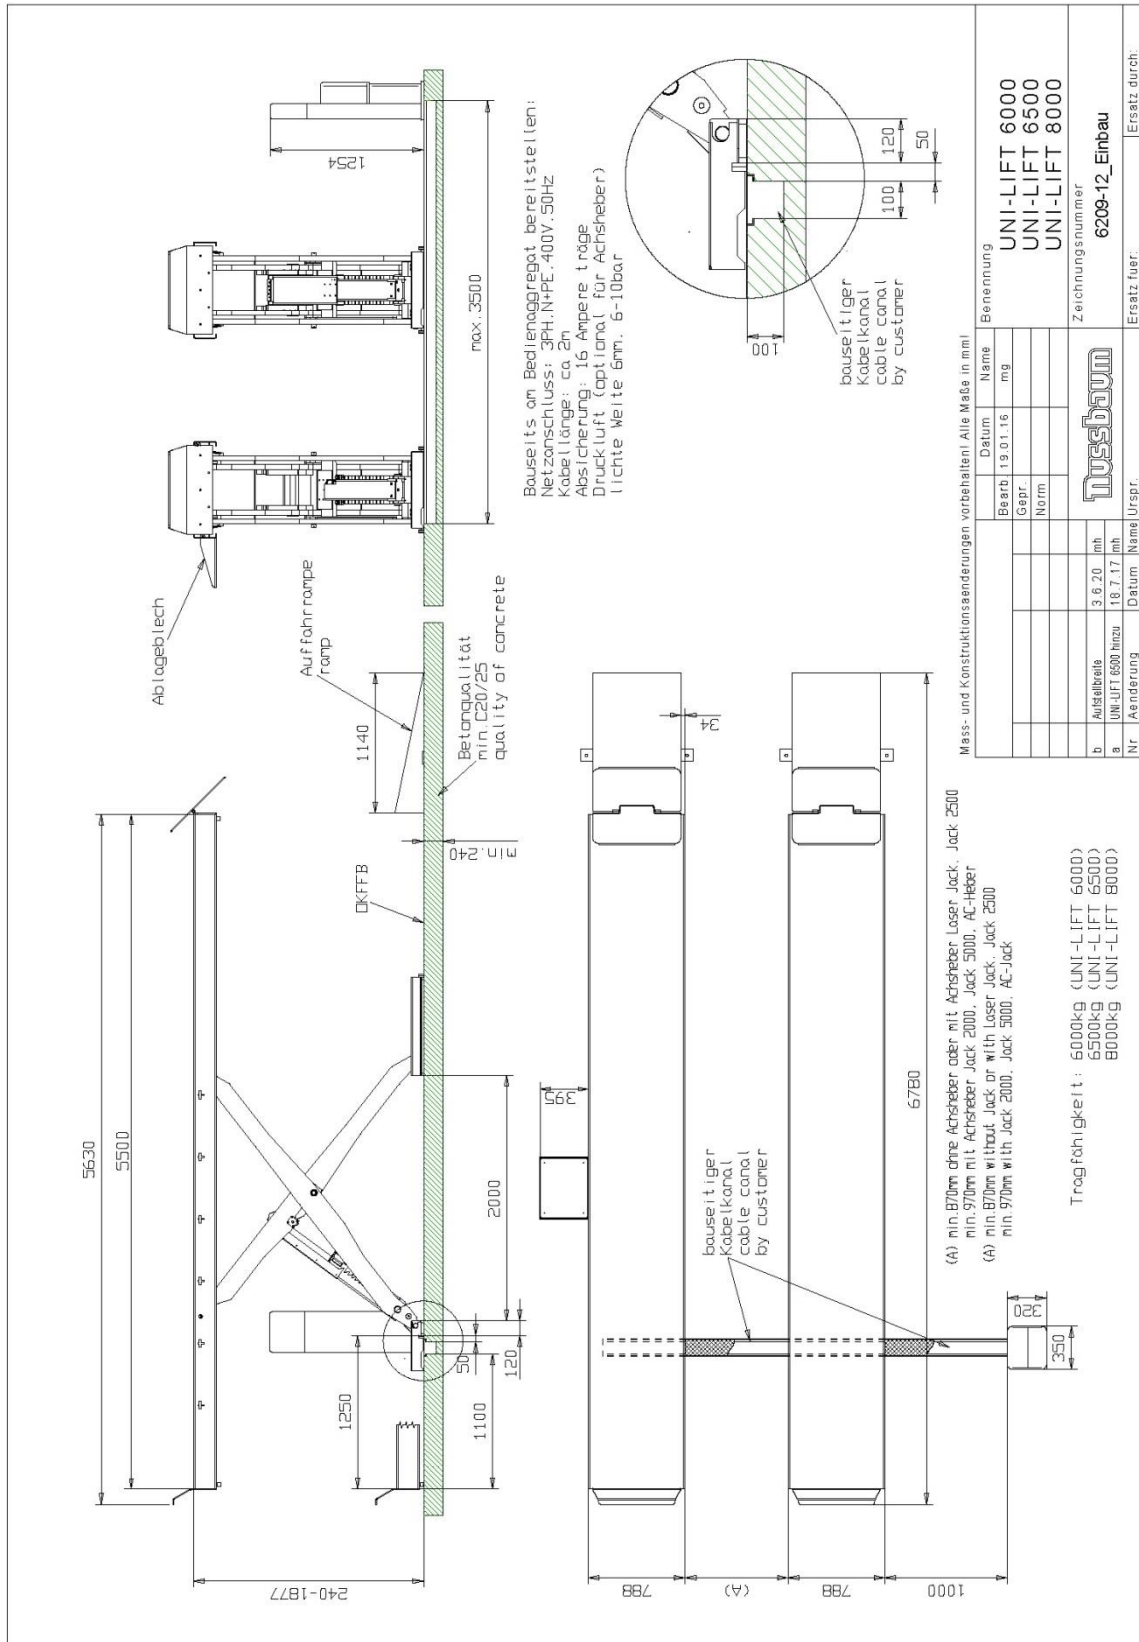 5630
5500
240-1877
1250
50
120
1100
2000
OKFFB
min.240
1140
Auffahrrampe
ramp
Betonqualität
min.C20/25
quality of concrete
Ablageblech
1254
max.3500
Bauseits am Bedienaggregat bereitstellen:
Netzanschluss: 3PH.N+PE.400V.50Hz
Kabellänge: ca 2m
Absicherung: 16 Ampere träge
Druckluft (optional für Achsheber)
lichte Weite 6mm. 6-10bar
100
bauseitiger
Kabelkanal
cable canal
by customer
100
120
50
395
34
6780
788
(A)
788
1000
bauseitiger
Kabelkanal
cable canal
by customer
350
320
(A) min.870mm ohne Achsheber oder mit Achsheber Laser Jack. Jack 2500
min.970mm mit Achsheber Jack 2000. Jack 5000. AC-Heber
(A) min.870mm without Jack or with Laser Jack. Jack 2500
min.970mm with Jack 2000. Jack 5000. AC-Jack
Tragfähigkeit: 6000kg (UNI-LIFT 6000)
6500kg (UNI-LIFT 6500)
8000kg (UNI-LIFT 8000)
Mass- und Konstruktionsaenderungen vorbehalten! Alle Maße in mm!
Datum Name
Bearb. 19.01.16 mg
Gepr.
Norm
Benennung
UNI-LIFT 6000
UNI-LIFT 6500
UNI-LIFT 8000
nussbaum
Zeichnungsnummer
6209-12_Einbau
b Aufstellbreite 3.6.20 mh
a UNI-LIFT 6500 hinzu 18.7.17 mh
Nr Aenderung Datum Name Urspr. Ersatz fuer: Ersatz durch: